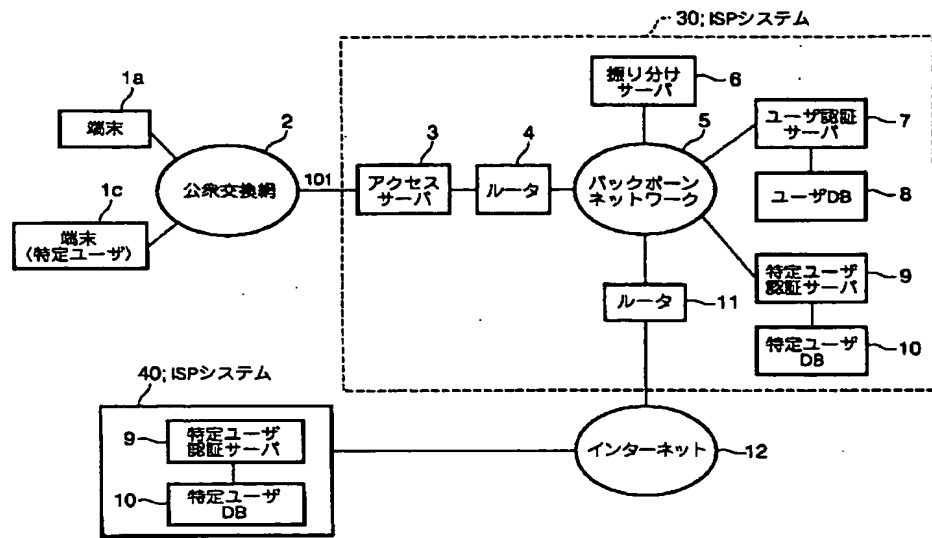 30;ISPシステム
1a
端末
1c
端末
(特定ユーザ)
2
公衆交換網
101
3
アクセス
サーバ
4
ルータ
振り分け
サーバ
6
5
バックボーン
ネットワーク
ユーザ認証
サーバ
7
ユーザDB
8
特定ユーザ
認証サーバ
9
特定ユーザ
DB
10
ルータ
11
40;ISPシステム
9
特定ユーザ
認証サーバ
10
特定ユーザ
DB
インターネット
12